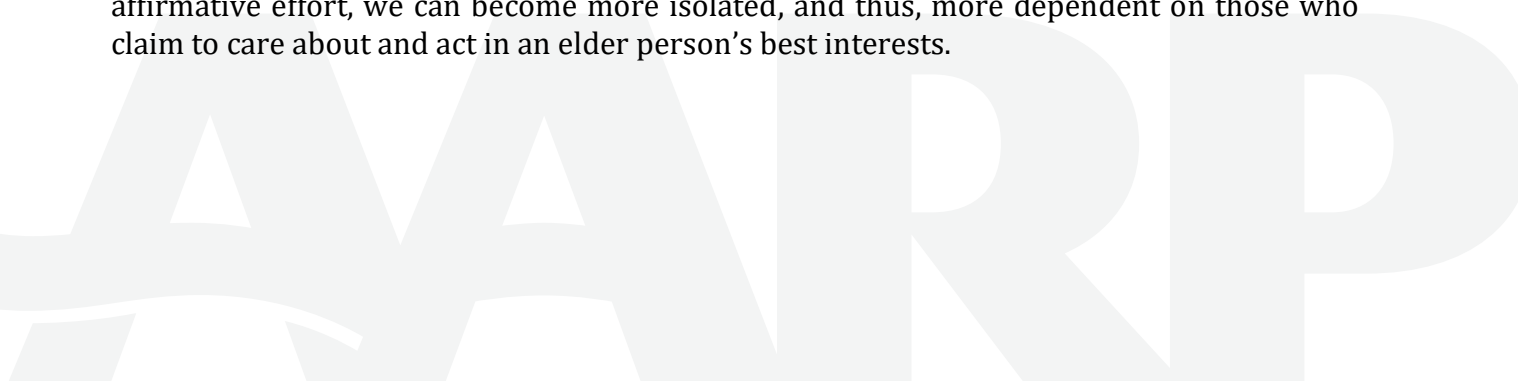 affirmative effort, we can become more isolated, and thus, more dependent on those who
claim to care about and act in an elder person’s best interests.
AARP